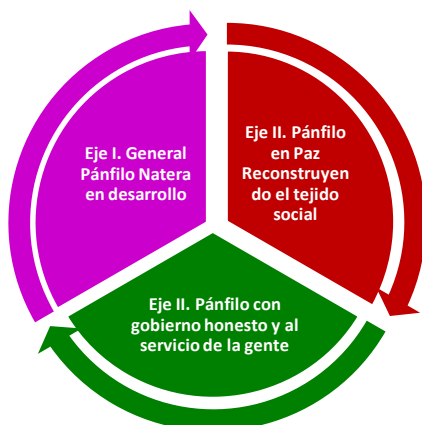 Eje I. General
Pánfilo Natera
en desarrollo
Eje II. Pánfilo
en Paz
Reconstruyen
do el tejido
social
Eje II. Pánfilo con
gobierno honesto y al
servicio de la gente